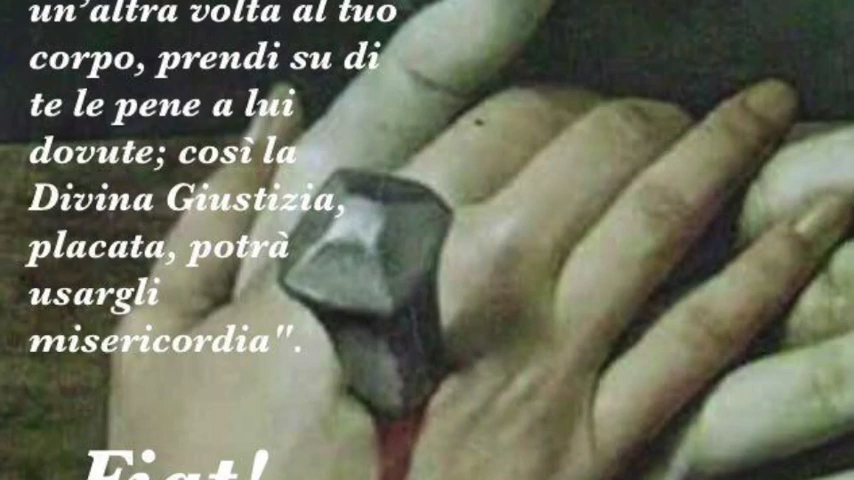 un'altra volta al tuo
corpo, prendi su di
te le pene a lui
dovute; così la
Divina Giustizia,
placata, potrà
usargli
misericordia".
Fiat!